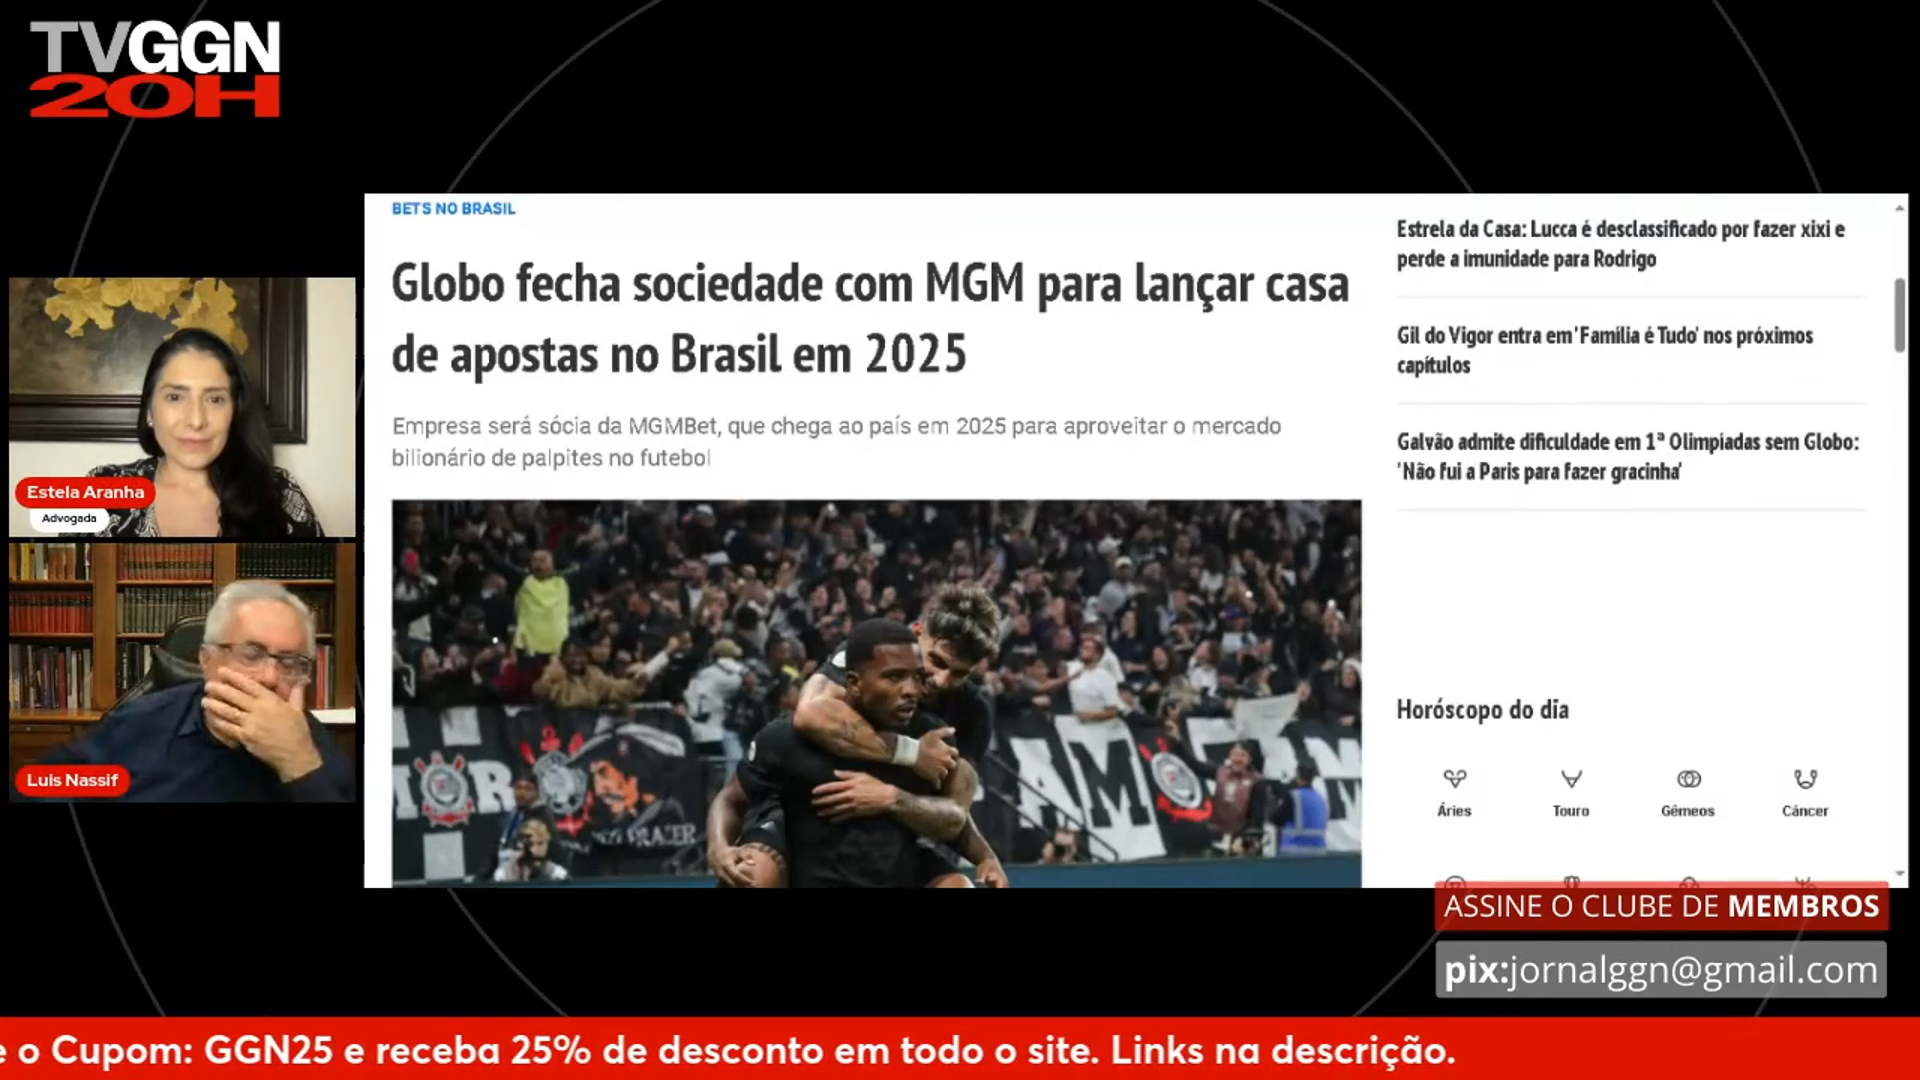 TVGGN
20H
BETS NO BRASIL
Globo fecha sociedade com MGM para lançar casa
de apostas no Brasil em 2025
Empresa será sócia da MGMBet, que chega ao país em 2025 para aproveitar o mercado
bilionário de palpites no futebol
Estrela da Casa: Lucca é desclassificado por fazer xixi e
perde a imunidade para Rodrigo
Gil do Vigor entra em 'Família é Tudo' nos próximos
capítulos
Galvão admite dificuldade em 1ª Olimpíadas sem Globo:
'Não fui a Paris para fazer gracinha'
Horóscopo do dia
Áries
Touro
Gêmeos
Câncer
Estela Aranha
Advogada
Luis Nassif
ASSINE O CLUBE DE MEMBROS
pix:jornalggn@gmail.com
e o Cupom: GGN25 e receba 25% de desconto em todo o site. Links na descrição.